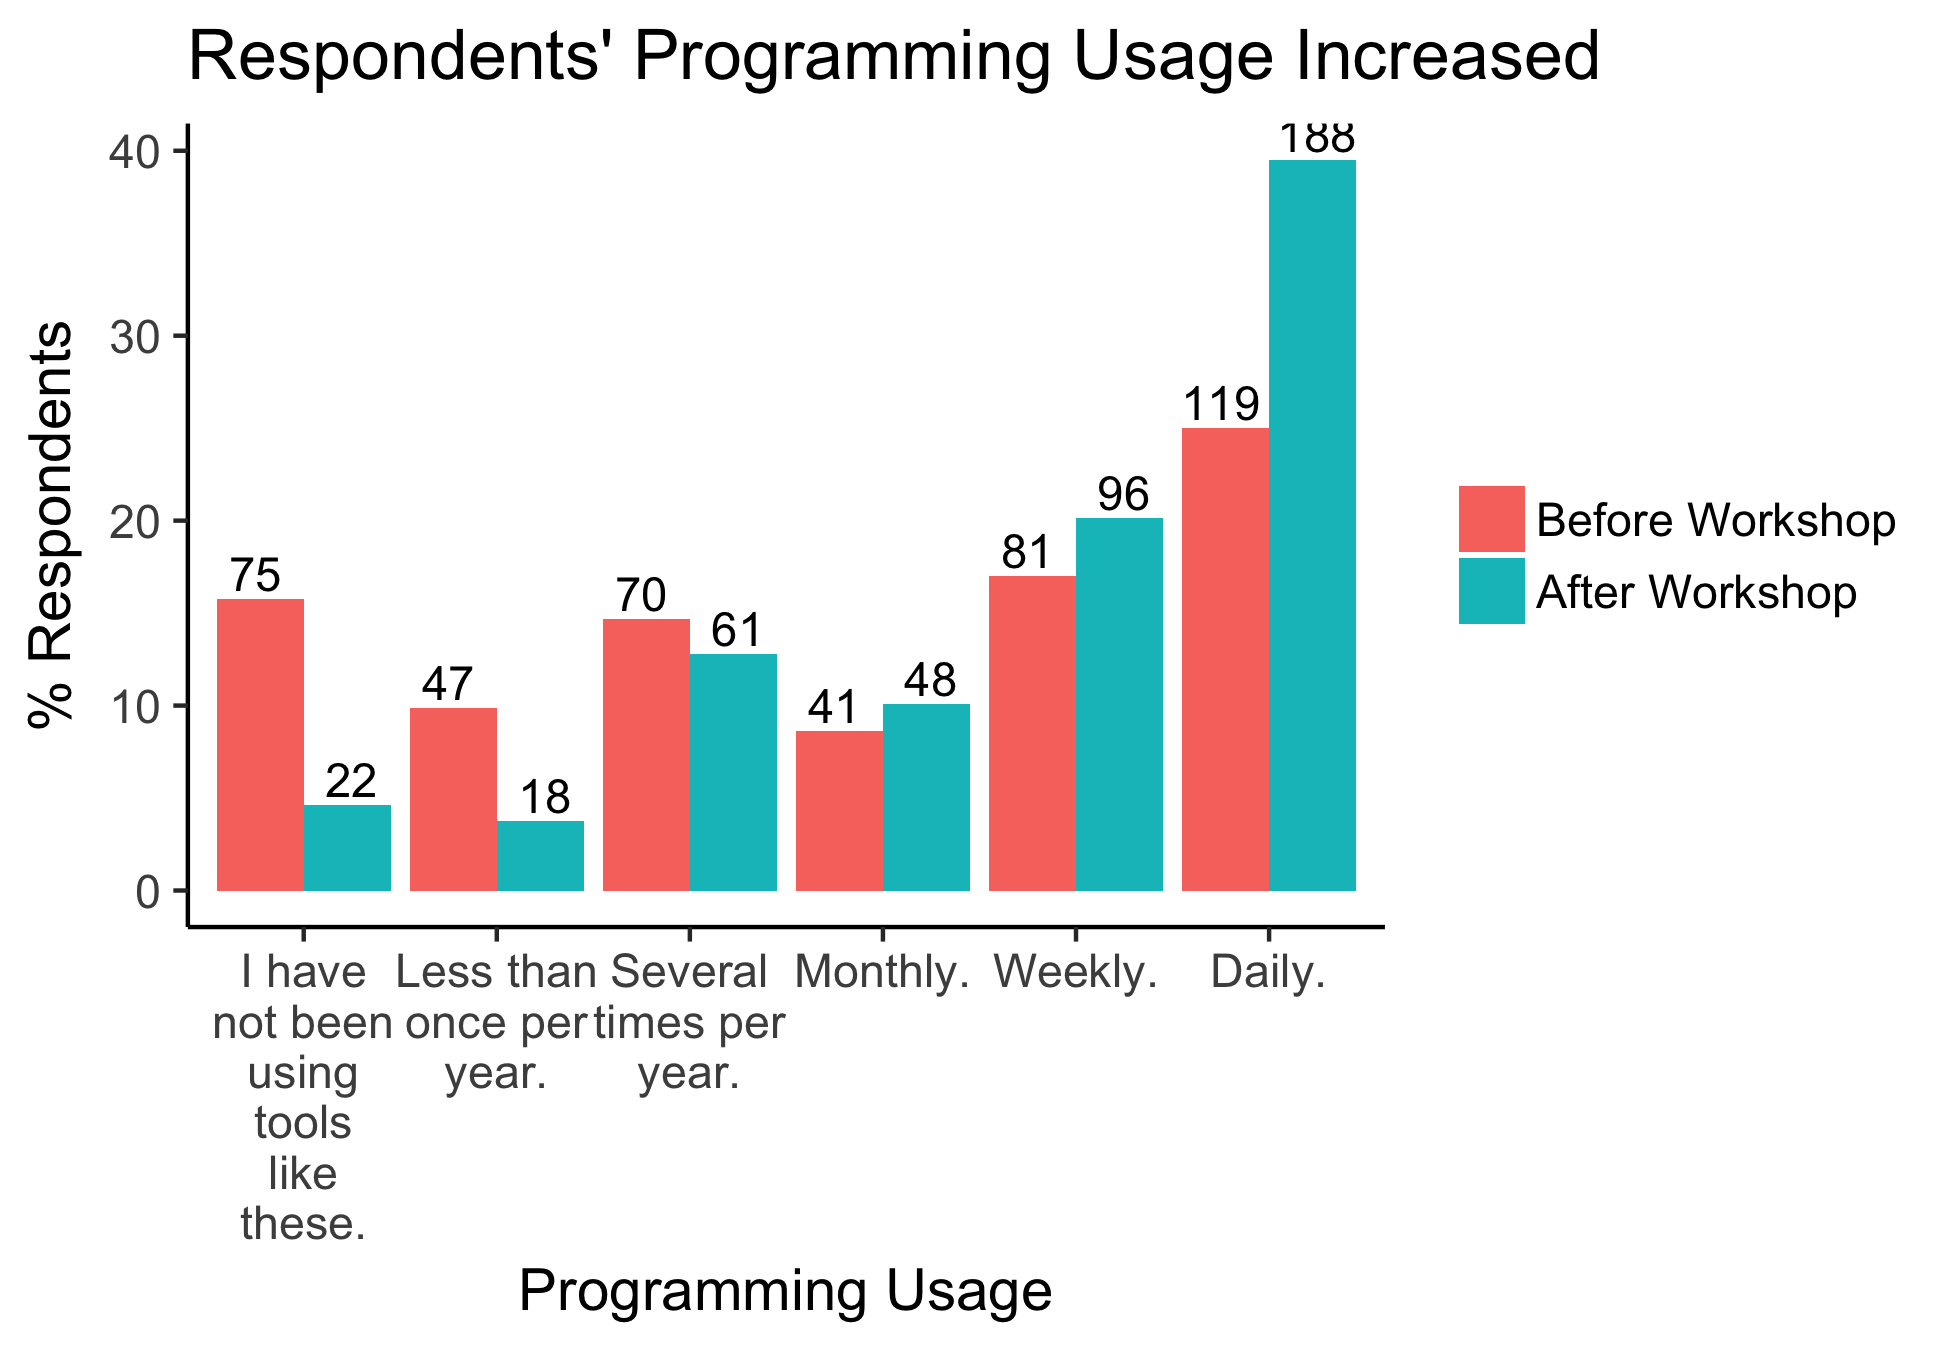 Respondents' Programming Usage Increased
% Respondents
40
30
20
10
0
75
22
47
18
70
61
41
48
81
96
119
188
I have
not been
using
tools
like
these.
Less than
once per
year.
Several
times per
year.
Monthly.
Weekly.
Daily.
Programming Usage
Before Workshop
After Workshop